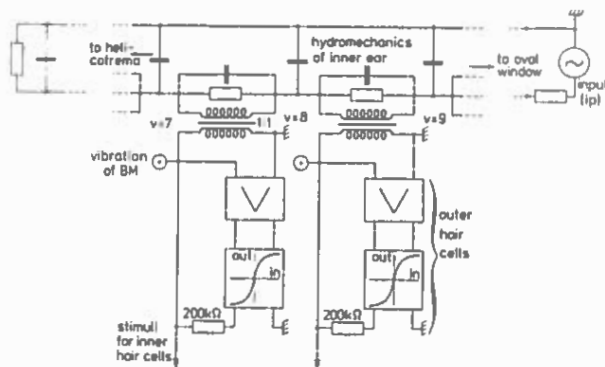 to heli-
cotrema
hydromechanics
of inner ear
to oval
window
input
(ip)
v=7
1:1
v=8
v=9
vibration
of BM
out
in
out
in
outer
hair
cells
200kΩ
200kΩ
stimuli
for inner
hair cells